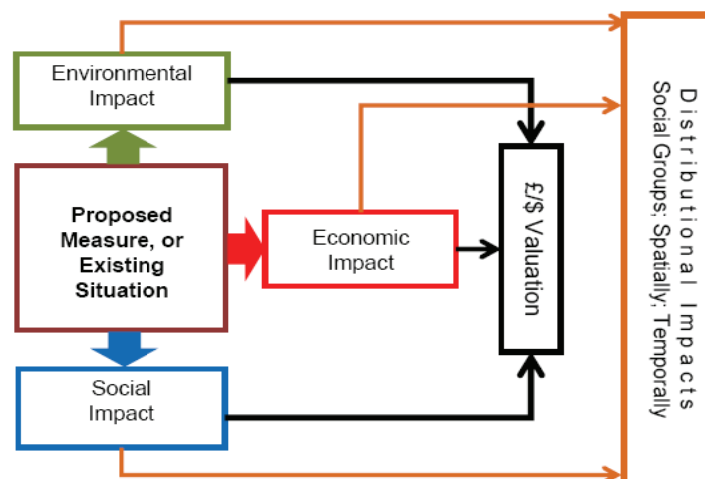 Environmental
Impact
Proposed
Measure, or
Existing
Situation
Economic
Impact
Social
Impact
£/$ Valuation
Distributional Impacts
Social Groups; Spatially; Temporally